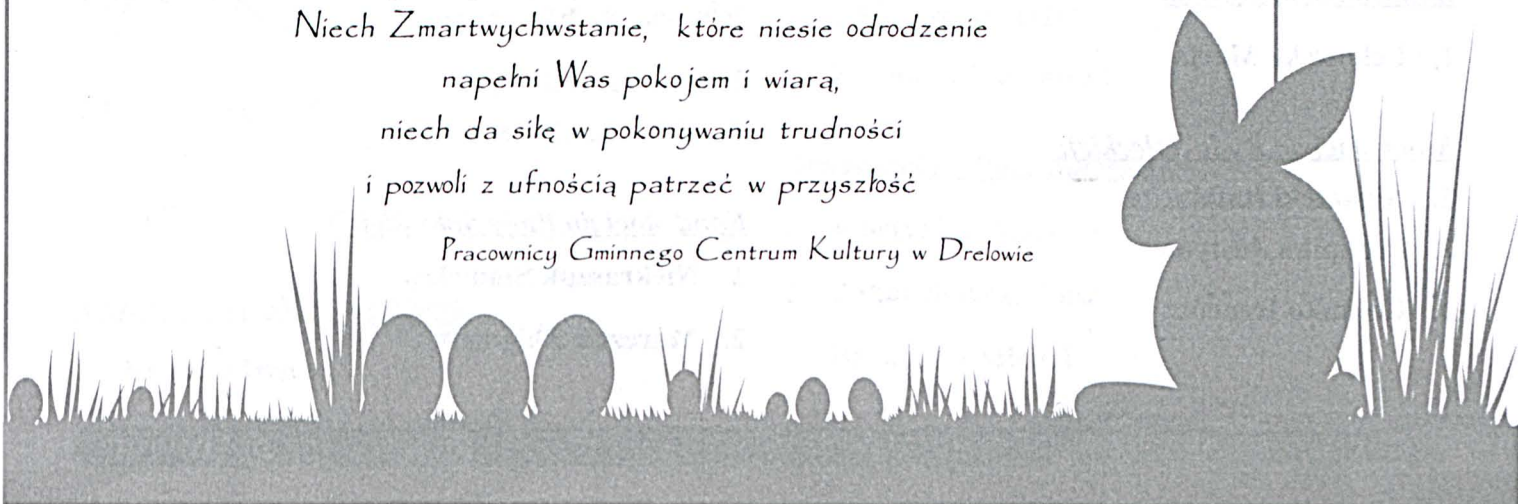 Niech Zmartwychwstanie, które niesie odrodzenie
napełni Was pokojem i wiarą,
niech da siłę w pokonywaniu trudności
i pozwoli z ufnością patrzeć w przyszłość
Pracownicy Gminnego Centrum Kultury w Drelowie